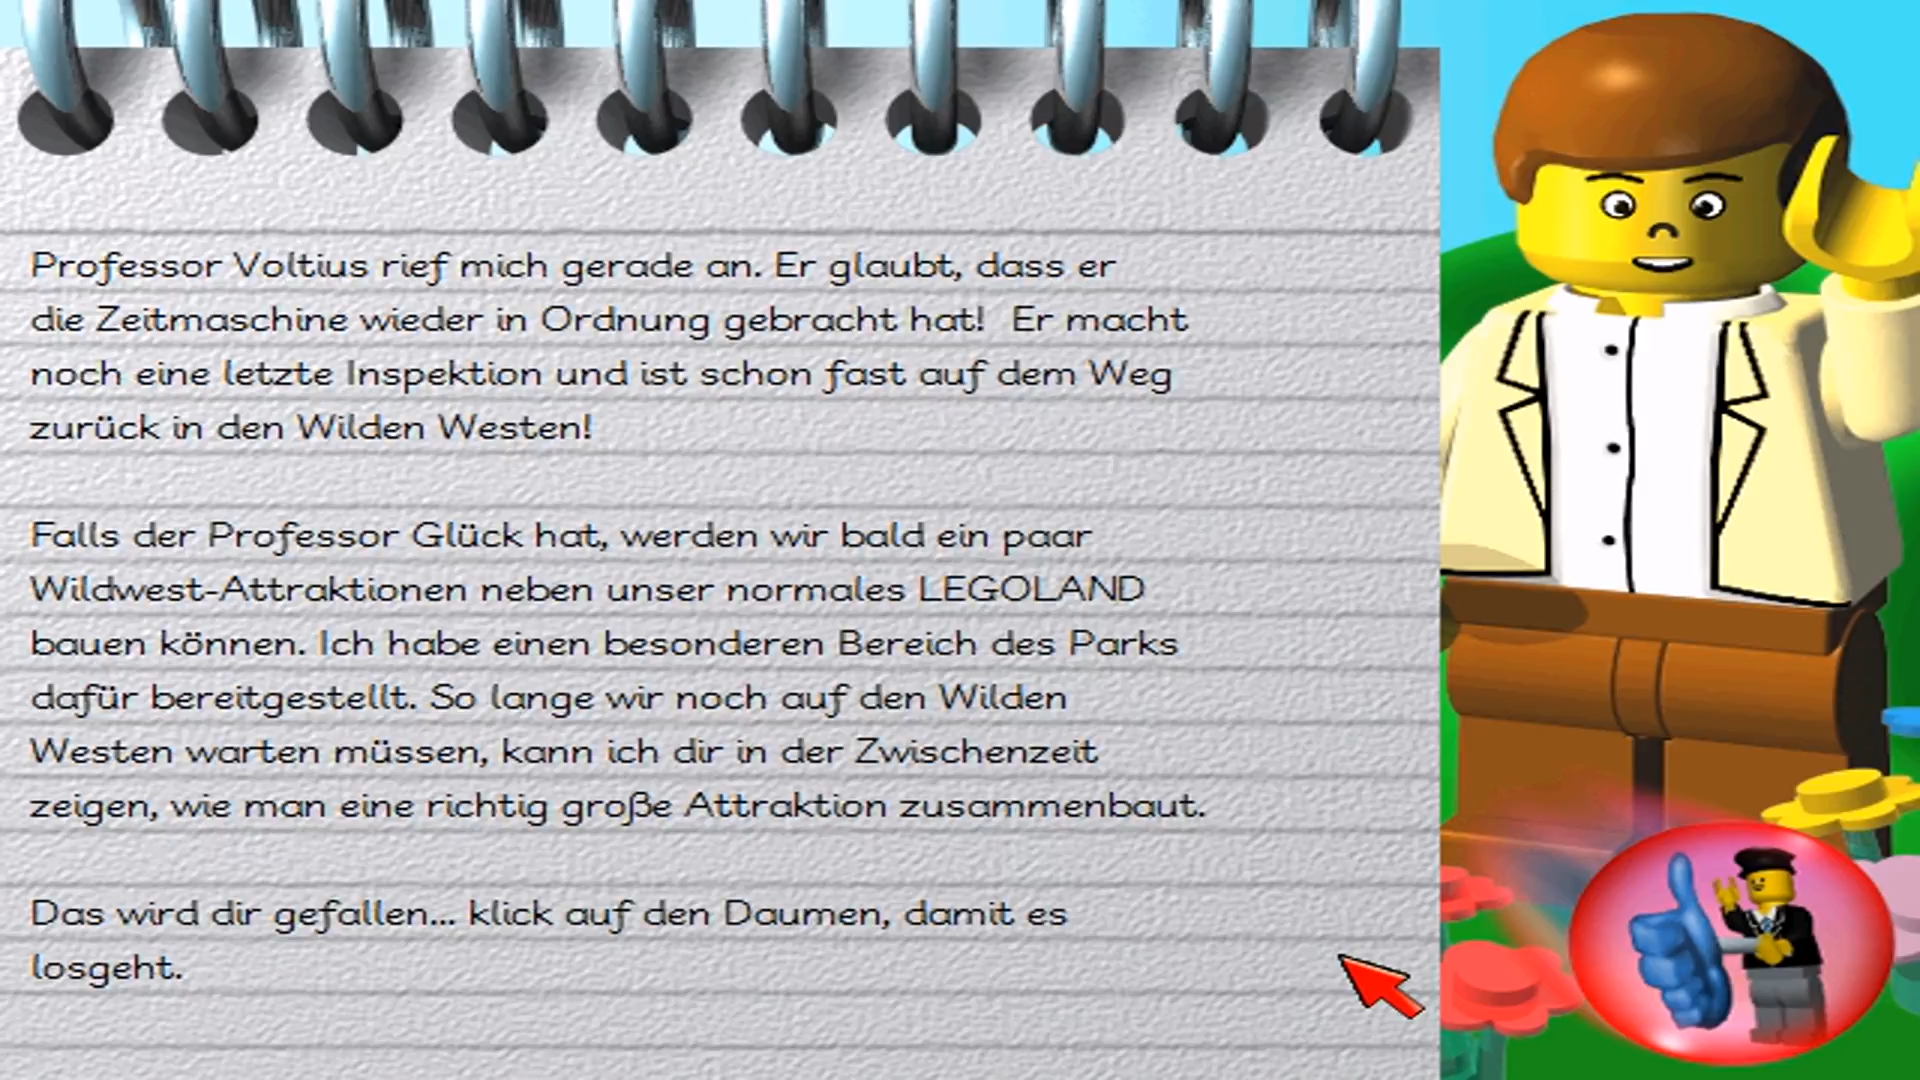 Professor Voltius rief mich gerade an. Er glaubt, dass er
die Zeitmaschine wieder in Ordnung gebracht hat!  Er macht
noch eine letzte Inspektion und ist schon fast auf dem Weg
zurück in den Wilden Westen!
Falls der Professor Glück hat, werden wir bald ein paar
Wildwest-Attraktionen neben unser normales LEGOLAND
bauen können. Ich habe einen besonderen Bereich des Parks
dafür bereitgestellt. So lange wir noch auf den Wilden
Westen warten müssen, kann ich dir in der Zwischenzeit
zeigen, wie man eine richtig große Attraktion zusammenbaut.
Das wird dir gefallen... klick auf den Daumen, damit es
losgeht.